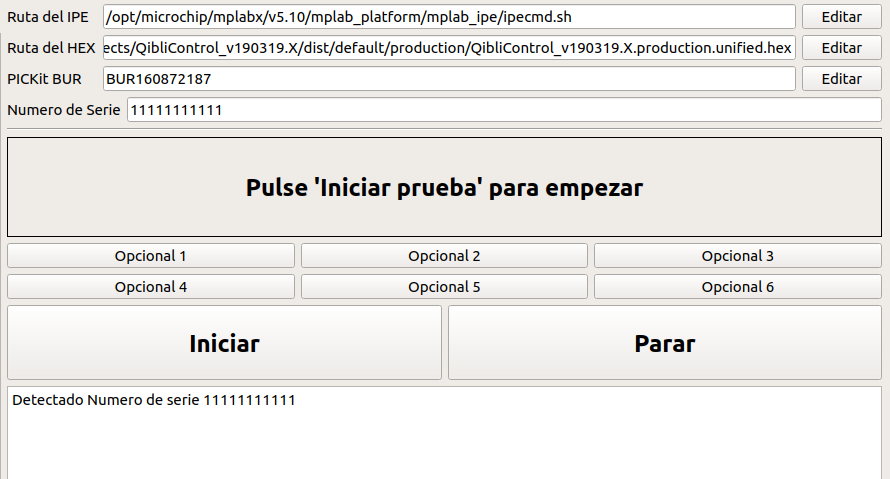 Ruta del IPE /opt/microchip/mplabx/v5.10/mplab_platform/mplab_ipe/ipecmd.sh Editar
Ruta del HEX ects/QibliControl_v190319.X/dist/default/production/QibliControl_v190319.X.production.unified.hex Editar
PICKit BUR BUR160872187 Editar
Numero de Serie 11111111111
Pulse 'Iniciar prueba' para empezar
Opcional 1 Opcional 2 Opcional 3
Opcional 4 Opcional 5 Opcional 6
Iniciar Parar
Detectado Numero de serie 11111111111